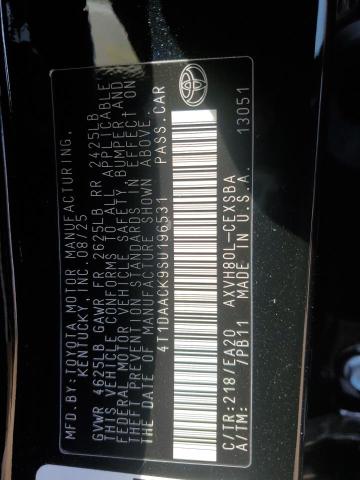 MFD.BY:TOYOTA MOTOR MANUFACTURING,
KENTUCKY, INC. 08/25
GVWR 4625LB GAWR FR 2625LB RR 2425LB
THIS VEHICLE CONFORMS TO ALL APPLICABLE
FEDERAL MOTOR VEHICLE SAFETY, BUMPER AND
THEFT PREVENTION STANDARDS IN EFFECT ON
THE DATE OF MANUFACTURE SHOWN ABOVE.
4T1DAACK9SU196531 PASS.CAR
C/TR:218/EA20 AXVH80L-CEXSBA
A/TM: /PB11 MADE IN U.S.A.
13051